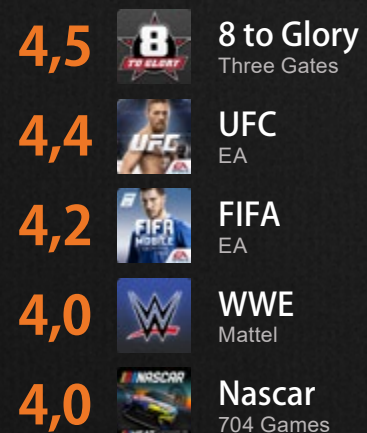 4,5
8
TO GLORY
8 to Glory
Three Gates
4,4
UFC
UFC
EA
4,2
FIFA
MOBILE
FIFA
EA
4,0
W
WWE
Mattel
4,0
NASCAR
Nascar
704 Games